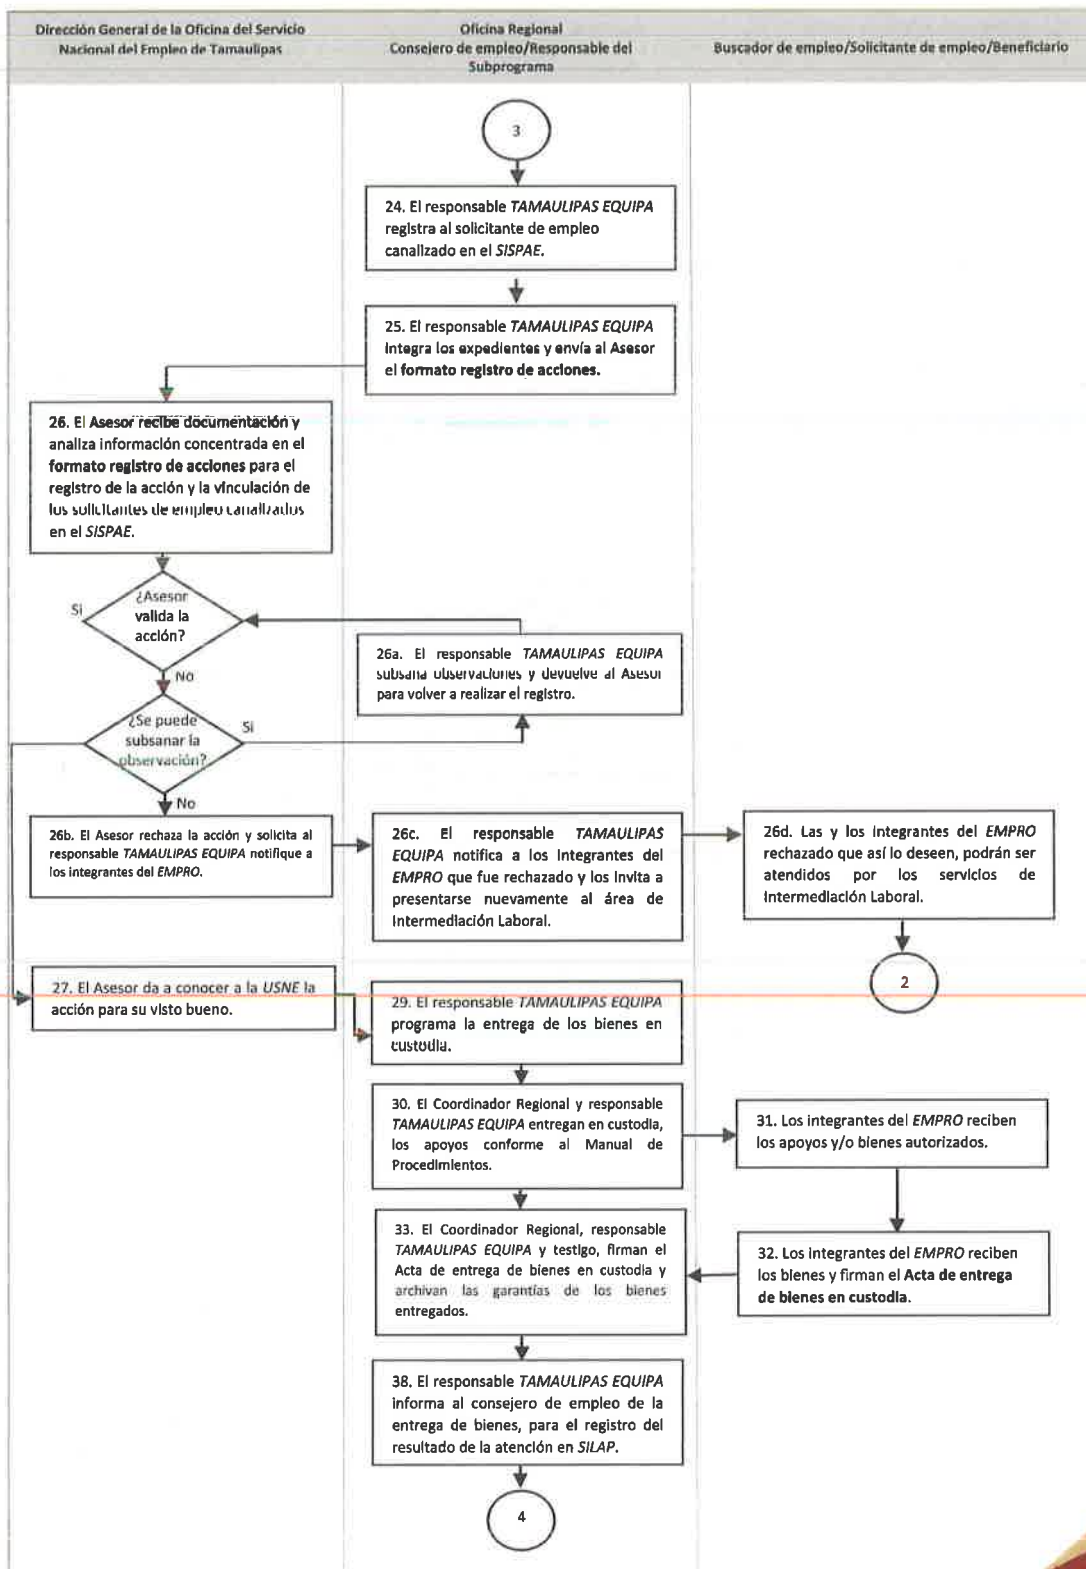 Dirección General de la Oficina del Servicio
Nacional del Empleo de Tamaulipas
Oficina Regional
Consejero de empleo/Responsable del
Subprograma
Buscador de empleo/Solicitante de empleo/Beneficiario
3
24. El responsable TAMAULIPAS EQUIPA
registra al solicitante de empleo
canalizado en el SISPAE.
25. El responsable TAMAULIPAS EQUIPA
integra los expedientes y envía al Asesor
el formato registro de acciones.
26. El Asesor recibe documentación y
analiza información concentrada en el
formato registro de acciones para el
registro de la acción y la vinculación de
los solicitantes de empleo canalizados
en el SISPAE.
¿Asesor
valida la
acción?
Si
No
26a. El responsable TAMAULIPAS EQUIPA
subsana observaciones y devuelve al Asesor
para volver a realizar el registro.
¿Se puede
subsanar la
observación?
Si
No
26b. El Asesor rechaza la acción y solicita al
responsable TAMAULIPAS EQUIPA notifique a
los integrantes del EMPRO.
26c. El responsable TAMAULIPAS
EQUIPA notifica a los integrantes del
EMPRO que fue rechazado y los invita a
presentarse nuevamente al área de
Intermediación Laboral.
26d. Las y los integrantes del EMPRO
rechazado que así lo deseen, podrán ser
atendidos por los servicios de
Intermediación Laboral.
2
27. El Asesor da a conocer a la USNE la
acción para su visto bueno.
29. El responsable TAMAULIPAS EQUIPA
programa la entrega de los bienes en
custodia.
30. El Coordinador Regional y responsable
TAMAULIPAS EQUIPA entregan en custodia,
los apoyos conforme al Manual de
Procedimientos.
31. Los integrantes del EMPRO reciben
los apoyos y/o bienes autorizados.
32. Los integrantes del EMPRO reciben
los bienes y firman el Acta de entrega
de bienes en custodia.
33. El Coordinador Regional, responsable
TAMAULIPAS EQUIPA y testigo, firman el
Acta de entrega de bienes en custodia y
archivan las garantías de los bienes
entregados.
38. El responsable TAMAULIPAS EQUIPA
informa al consejero de empleo de la
entrega de bienes, para el registro del
resultado de la atención en SILAP.
4